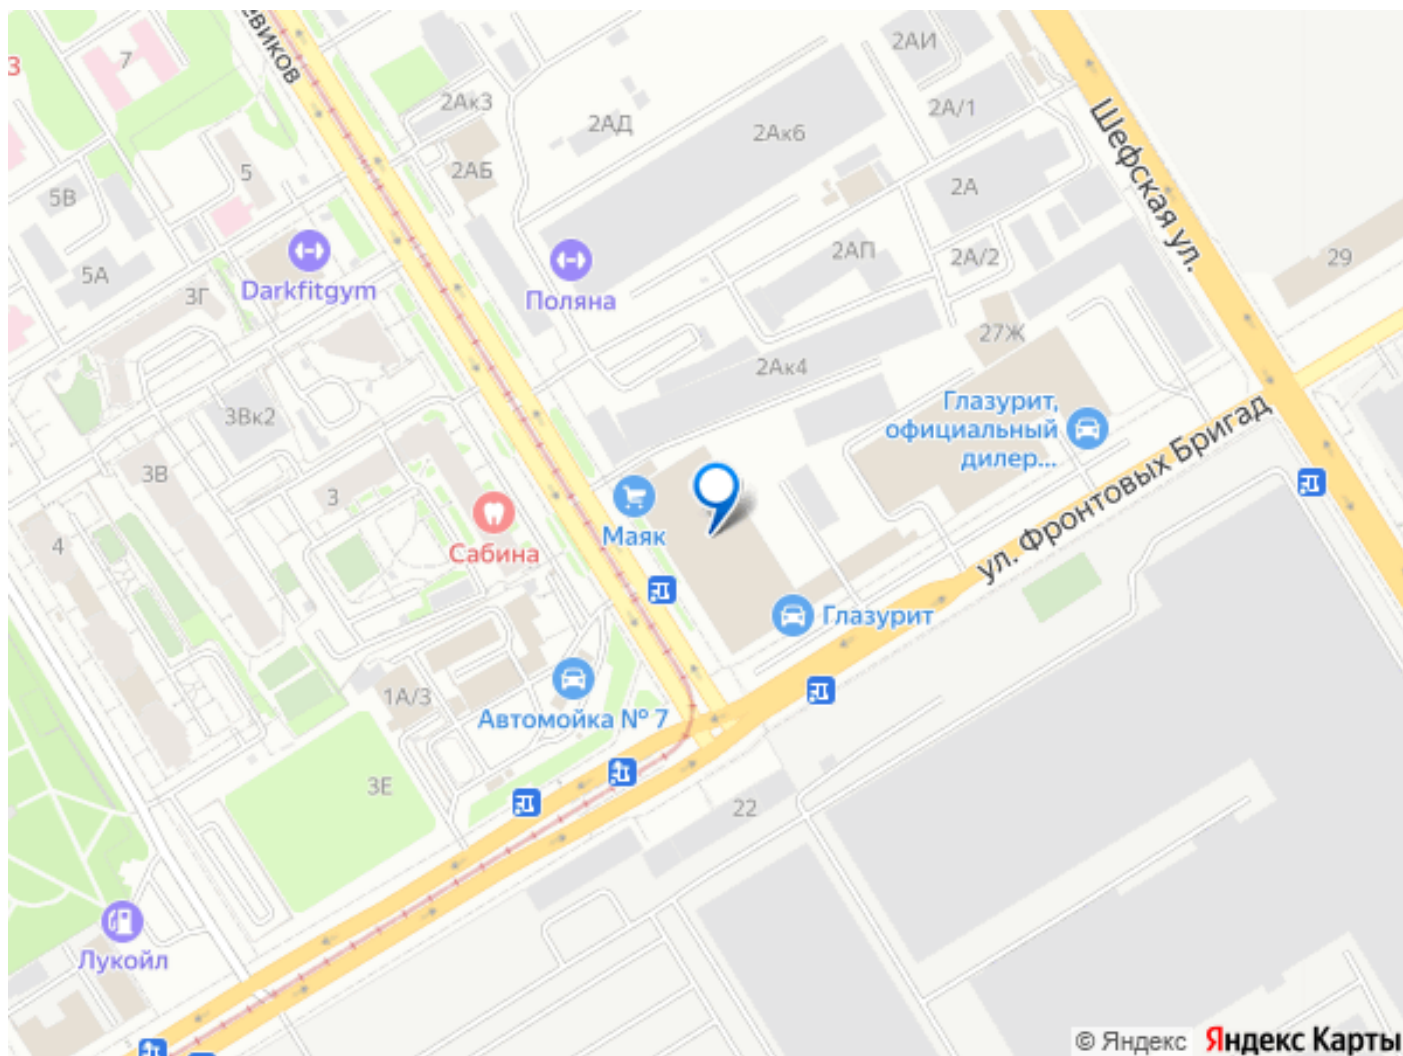 евиков
7
3
2АИ
2Ак3
2АД
2Ак6
2А/1
Шефская ул.
5
2АБ
5В
2А
5А
3Г
Darkfitgym
Поляна
2АП
2А/2
29
27Ж
2Ак4
3Вк2
Глазурит,
официальный
дилер...
ул. Фронтовых Бригад
3В
3
4
Сабина
Маяк
Глазурит
1А/3
Автомойка № 7
3Е
22
Лукойл
© Яндекс Яндекс Карты